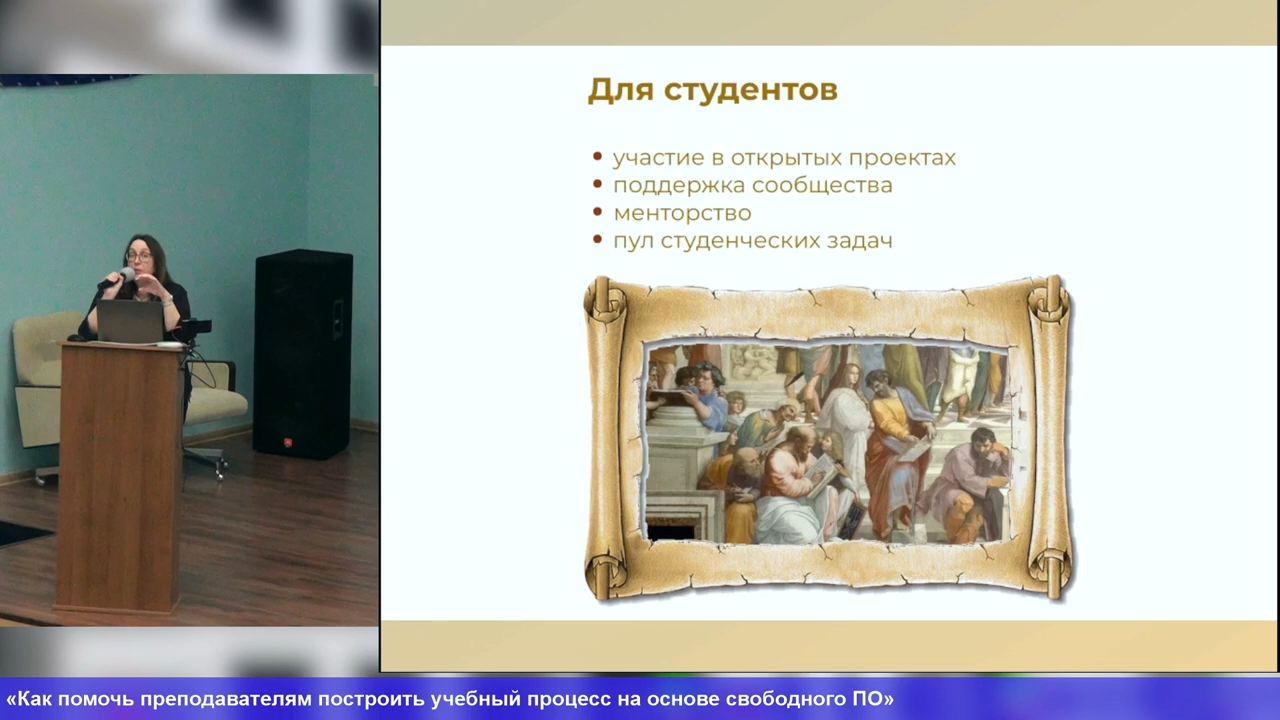 Для студентов
участие в открытых проектах
поддержка сообщества
менторство
пул студенческих задач
«Как помочь преподавателям построить учебный процесс на основе свободного ПО»